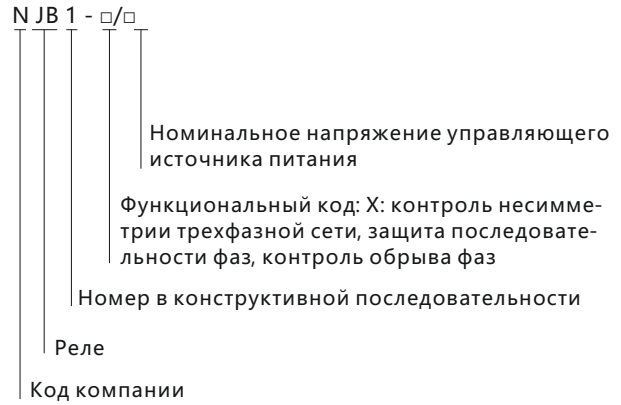 N JB 1 - □/□
Номинальное напряжение управляющего
источника питания
Функциональный код: X: контроль несимме-
трии трехфазной сети, защита последовате-
льности фаз, контроль обрыва фаз
Номер в конструктивной последовательности
Реле
Код компании